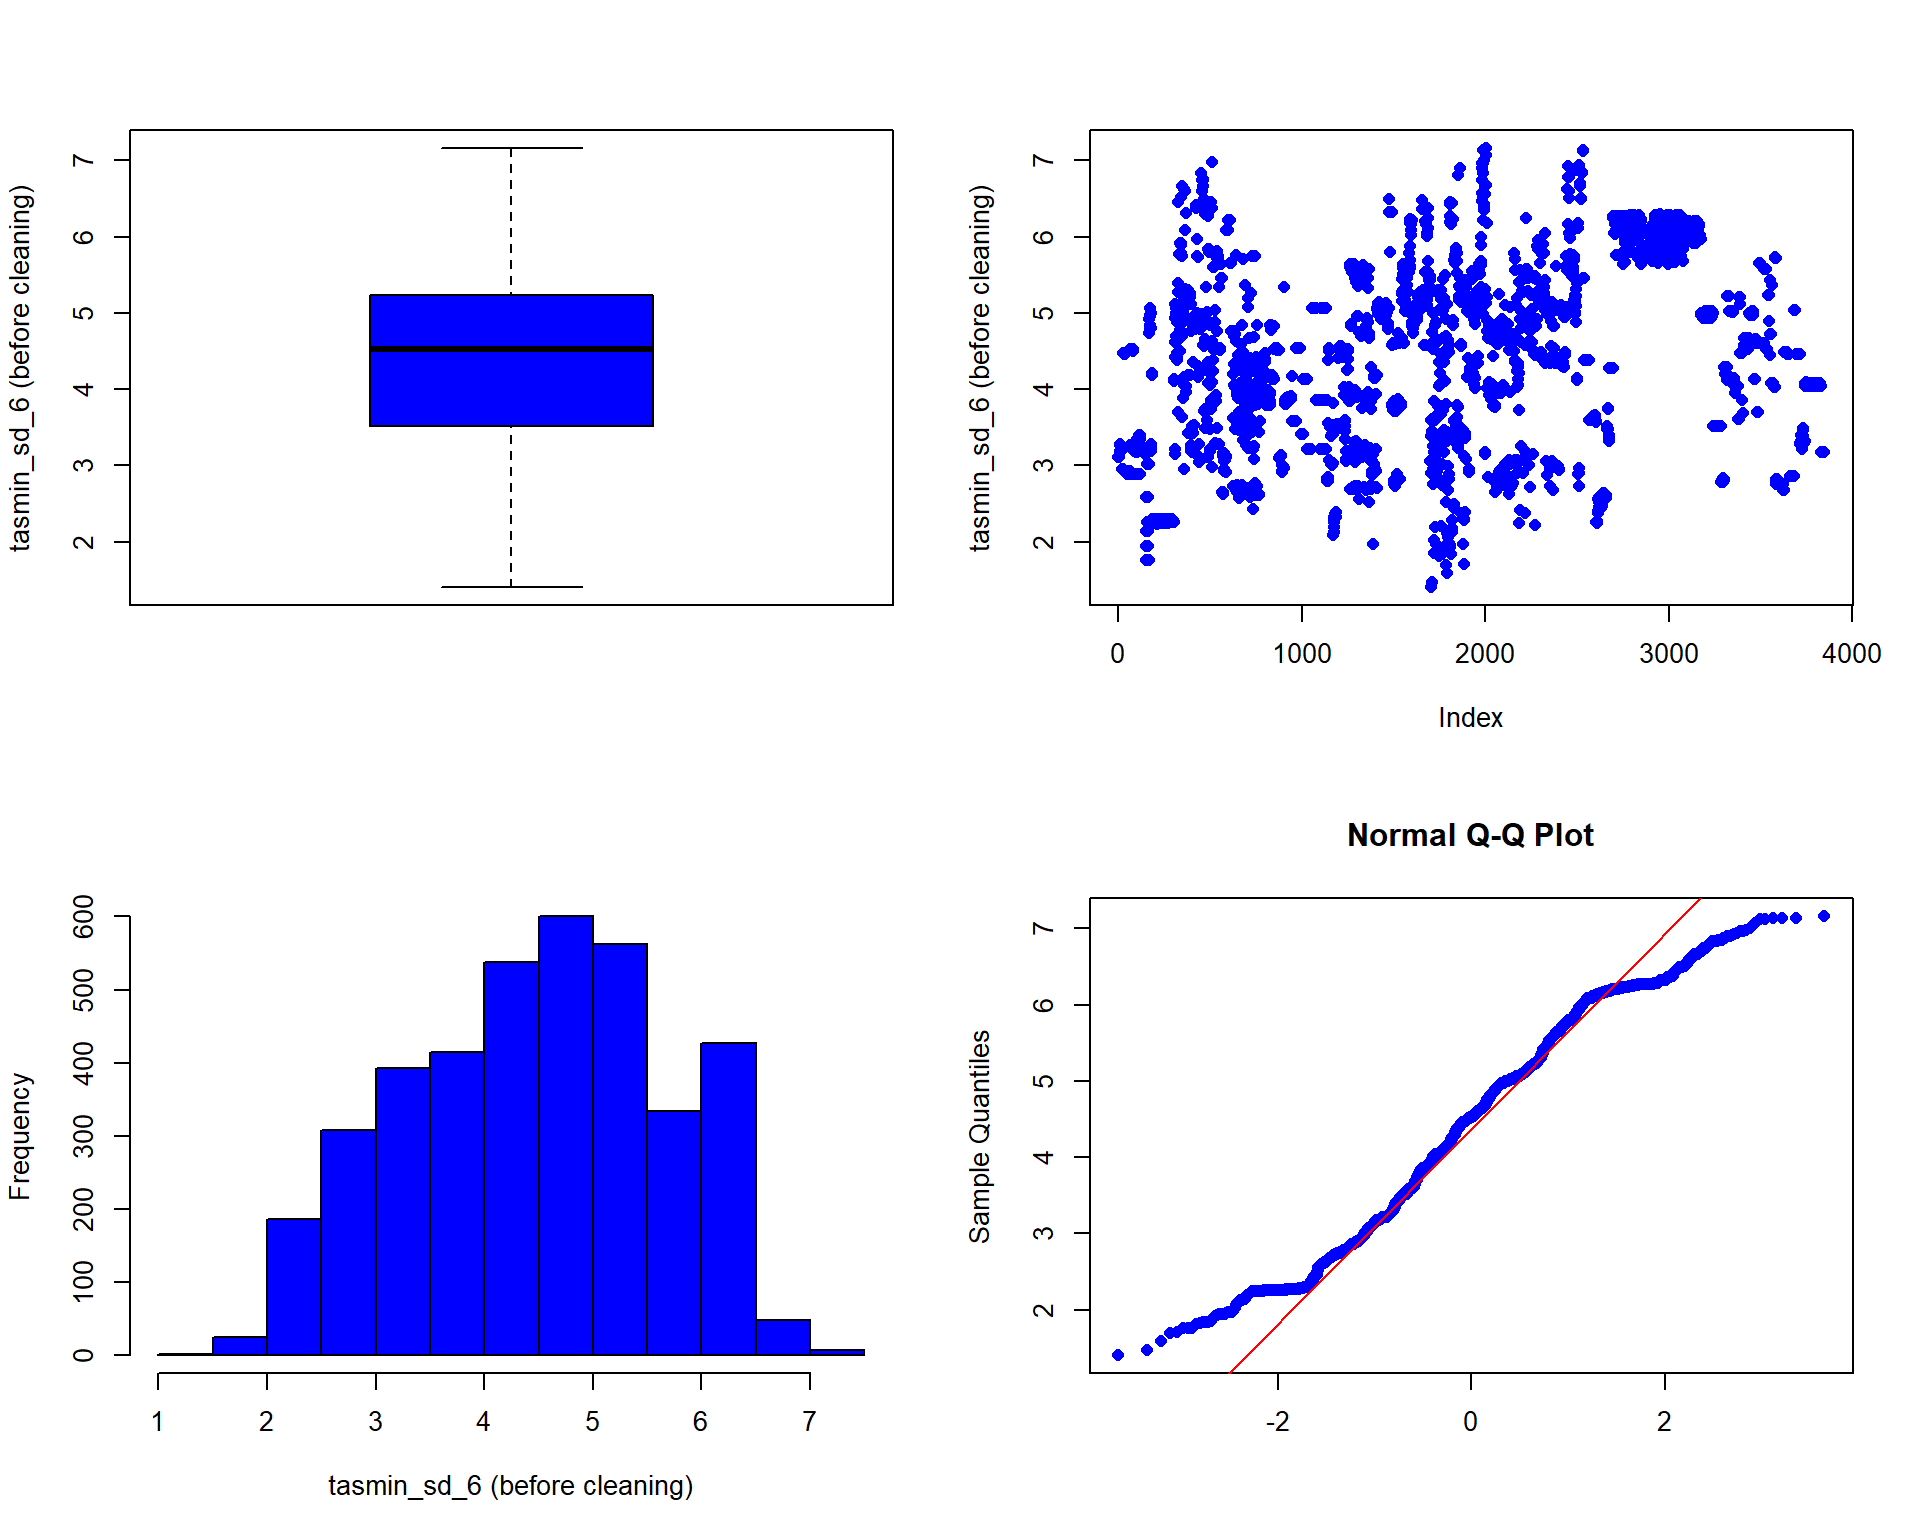 tasmin_sd_6 (before cleaning)
7
6
5
4
3
2
tasmin_sd_6 (before cleaning)
7
6
5
4
3
2
0 1000 2000 3000 4000
Index
Frequency
600
500
400
300
200
100
0
1 2 3 4 5 6 7
tasmin_sd_6 (before cleaning)
Normal Q-Q Plot
Sample Quantiles
7
6
5
4
3
2
-2 0 2